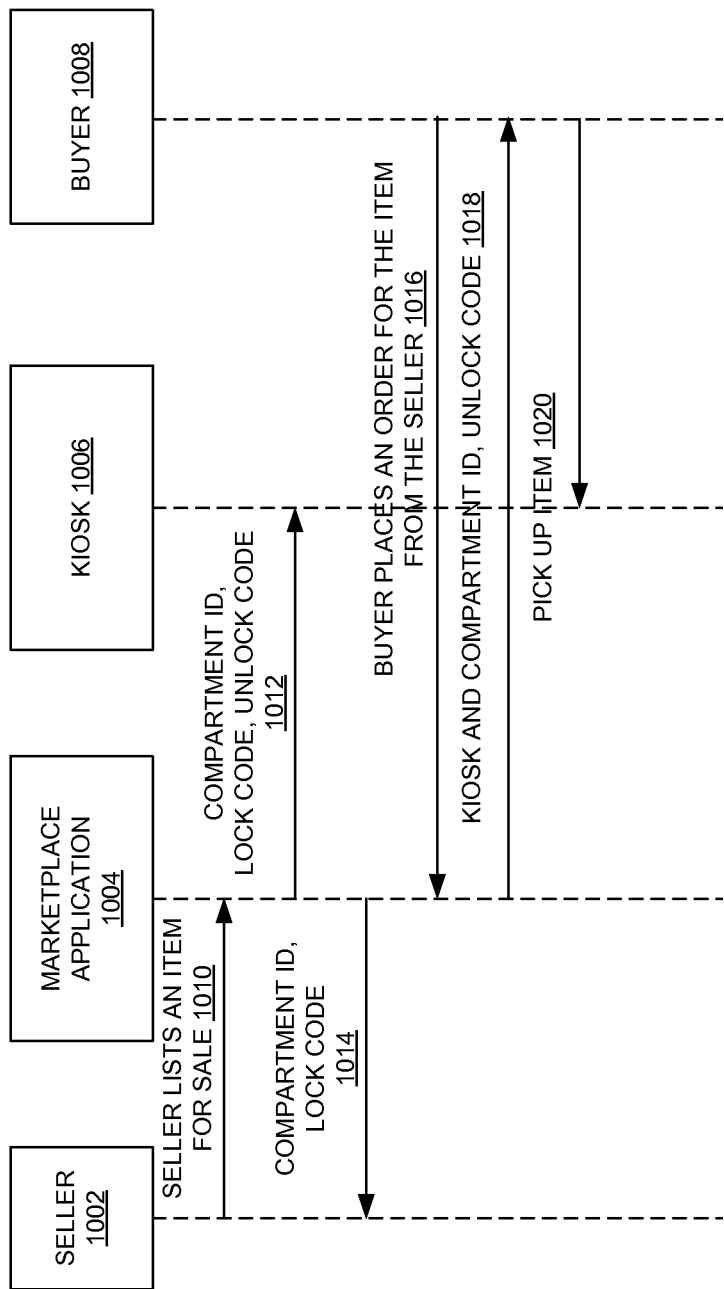 SELLER
1002
MARKETPLACE
APPLICATION
1004
KIOSK 1006
BUYER 1008
SELLER LISTS AN ITEM
FOR SALE 1010
COMPARTMENT ID,
LOCK CODE, UNLOCK CODE
1012
COMPARTMENT ID,
LOCK CODE
1014
BUYER PLACES AN ORDER FOR THE ITEM
FROM THE SELLER 1016
KIOSK AND COMPARTMENT ID, UNLOCK CODE 1018
PICK UP ITEM 1020